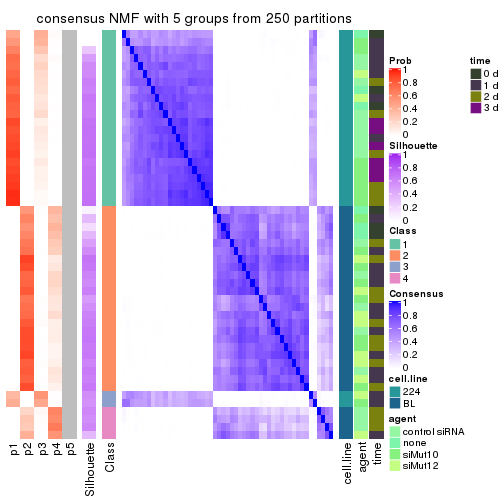 consensus NMF with 5 groups from 250 partitions
Prob
1
0.8
0.6
0.4
0.2
0
time
0 d
1 d
2 d
3 d
Silhouette
1
0.8
0.6
0.4
0.2
0
Class
1
2
3
4
Consensus
1
0.8
0.6
0.4
0.2
0
cell.line
224
BL
agent
control siRNA
none
siMut10
siMut12
p1
p2
p3
p4
p5
Silhouette
Class
cell.line
agent
time